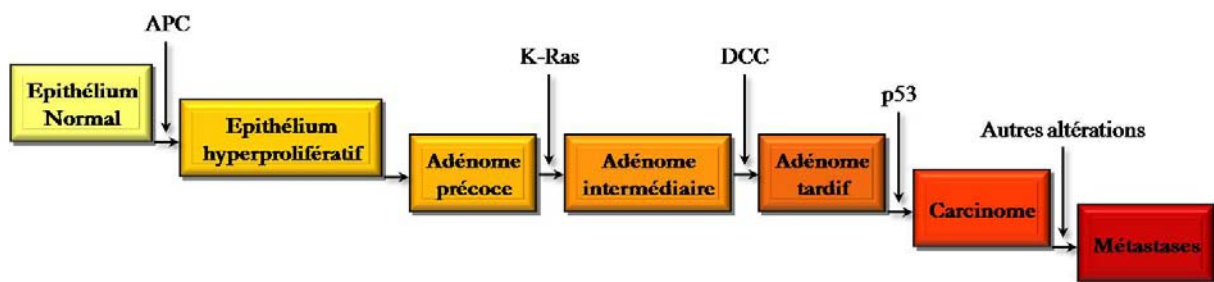 APC
K-Ras
DCC
p53
Autres altérations
Epithélium
Normal
Epithélium
hyperprolifératif
Adénome
précoce
Adénome
intermédiaire
Adénome
tardif
Carcinome
Métastases